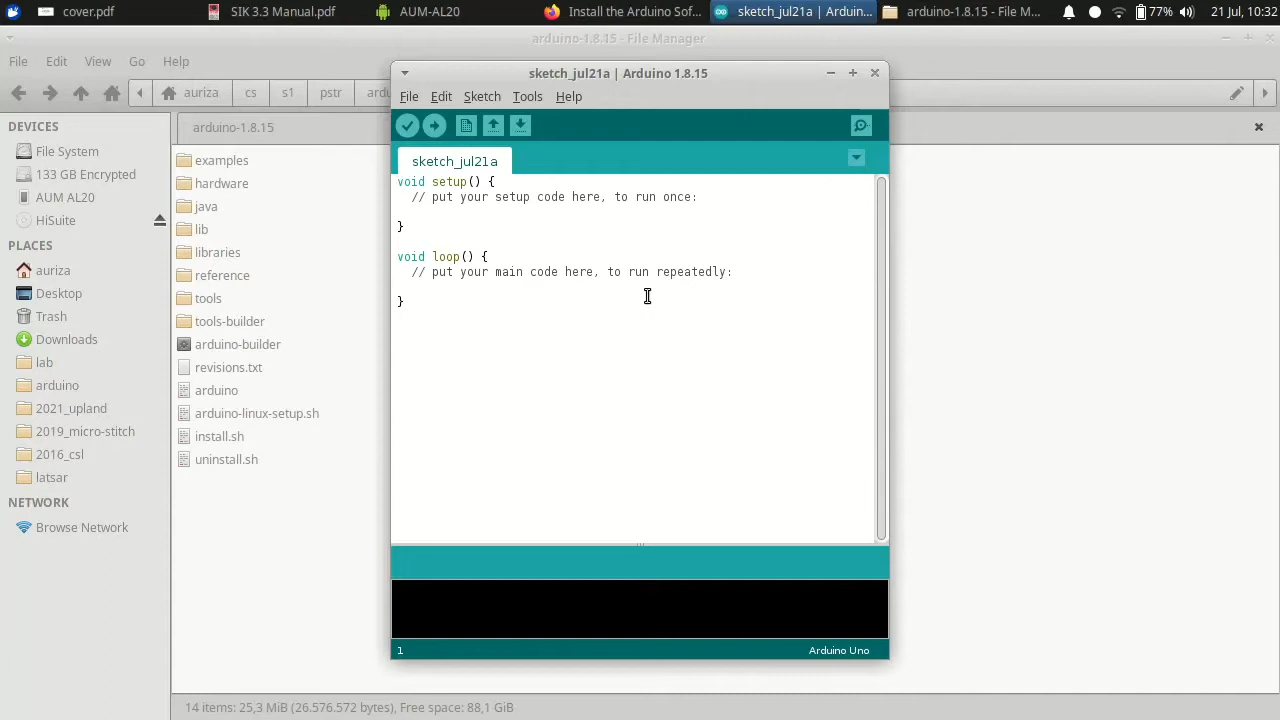 cover.pdf
SIK 3.3 Manual.pdf
AUM-AL20
Install the Arduino Sof...
sketch_jul21a | Arduin...
arduino-1.8.15 - File M...
77%
21 Jul, 10:32
arduino-1.8.15 - File Manager
File Edit View Go Help
auriza
cs
s1
pstr
ardu
DEVICES
File System
133 GB Encrypted
AUM AL20
HiSuite
PLACES
auriza
Desktop
Trash
Downloads
lab
arduino
2021_upland
2019_micro-stitch
2016_csl
latsar
NETWORK
Browse Network
arduino-1.8.15
examples
hardware
java
lib
libraries
reference
tools
tools-builder
arduino-builder
revisions.txt
arduino
arduino-linux-setup.sh
install.sh
uninstall.sh
14 items: 25,3 MiB (26.576.572 bytes), Free space: 88,1 GiB
sketch_jul21a | Arduino 1.8.15
File Edit Sketch Tools Help
sketch_jul21a
void setup() {
// put your setup code here, to run once:
}
void loop() {
// put your main code here, to run repeatedly:
}
1
Arduino Uno